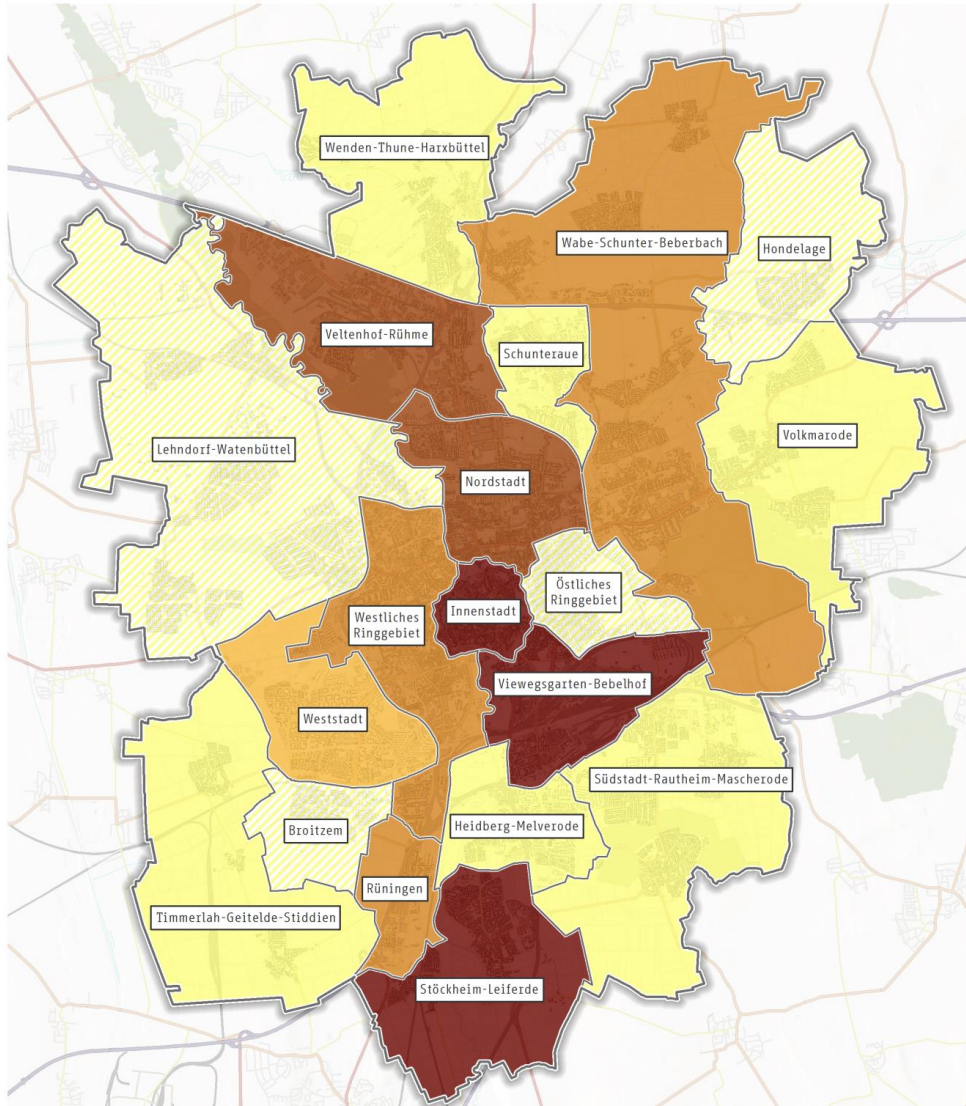 Wenden-Thune-Harxbüttel
Wabe-Schunter-Beberbach
Hondelage
Veltenhof-Rühme
Schunteraue
Volkmarode
Lehndorf-Watenbüttel
Nordstadt
Östliches
Ringgebiet
Innenstadt
Westliches
Ringgebiet
Viewegsgarten-Bebelhof
Weststadt
Südstadt-Rautheim-Mascherode
Heidberg-Melverode
Broitzem
Rüningen
Timmerlah-Geitelde-Stiddien
Stöckheim-Leiferde